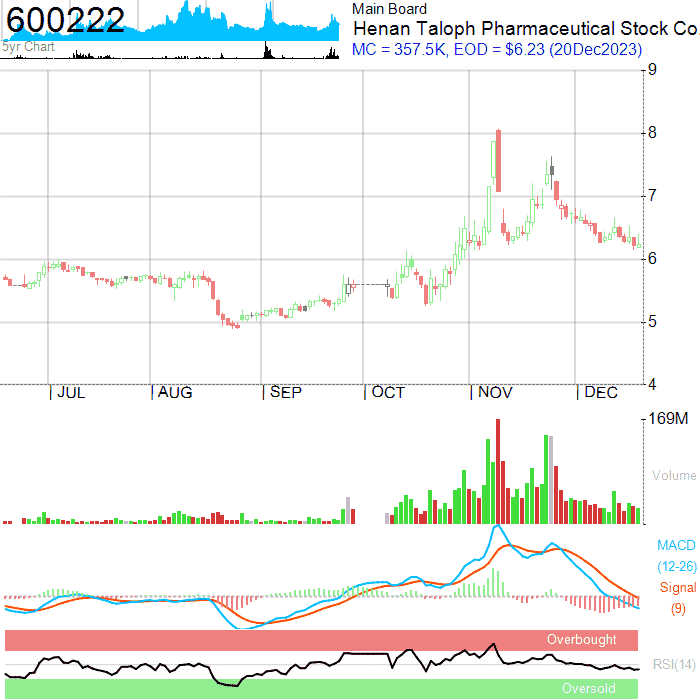 600222
5yr Chart
Main Board
Henan Taloph Pharmaceutical Stock Co.
MC = 357.5K, EOD = $6.23 (20Dec2023)
9
8
7
6
5
4
JUL AUG SEP OCT NOV DEC
169M
Volume
MACD
(12-26)
Signal
(9)
Overbought
RSI(14)
Oversold